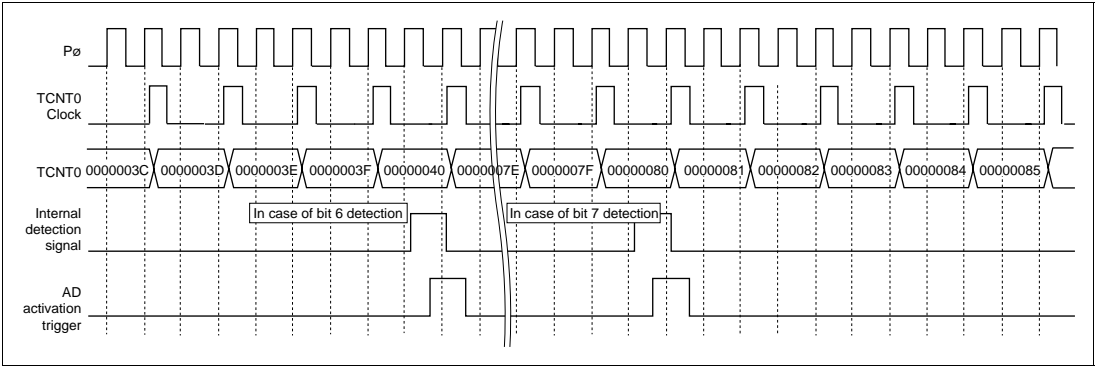 Pø
TCNT0
Clock
TCNT0 0000003C 0000003D 0000003E 0000003F 00000040 0000007E 0000007F 00000080 00000081 00000082 00000083 00000084 00000085
Internal
detection
signal
In case of bit 6 detection
In case of bit 7 detection
AD
activation
trigger